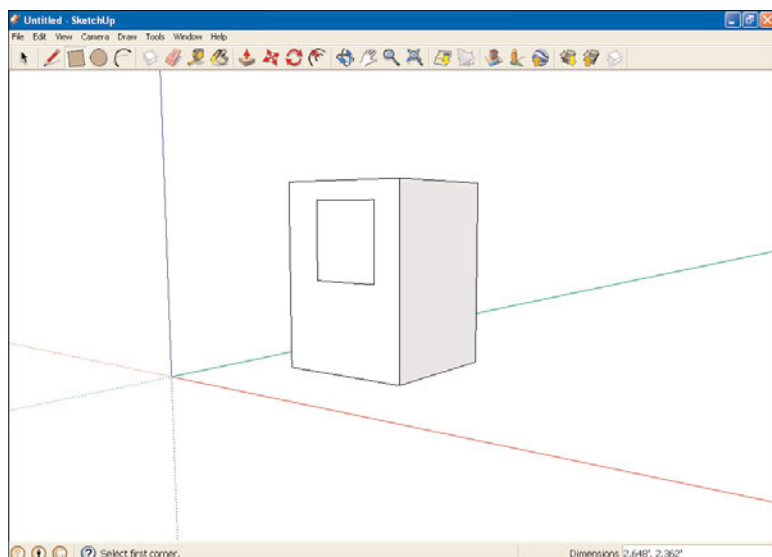 Untitled - SketchUp
File Edit View Camera Draw Tools Window Help
Select first corner.
Dimensions 2.648', 2.362'